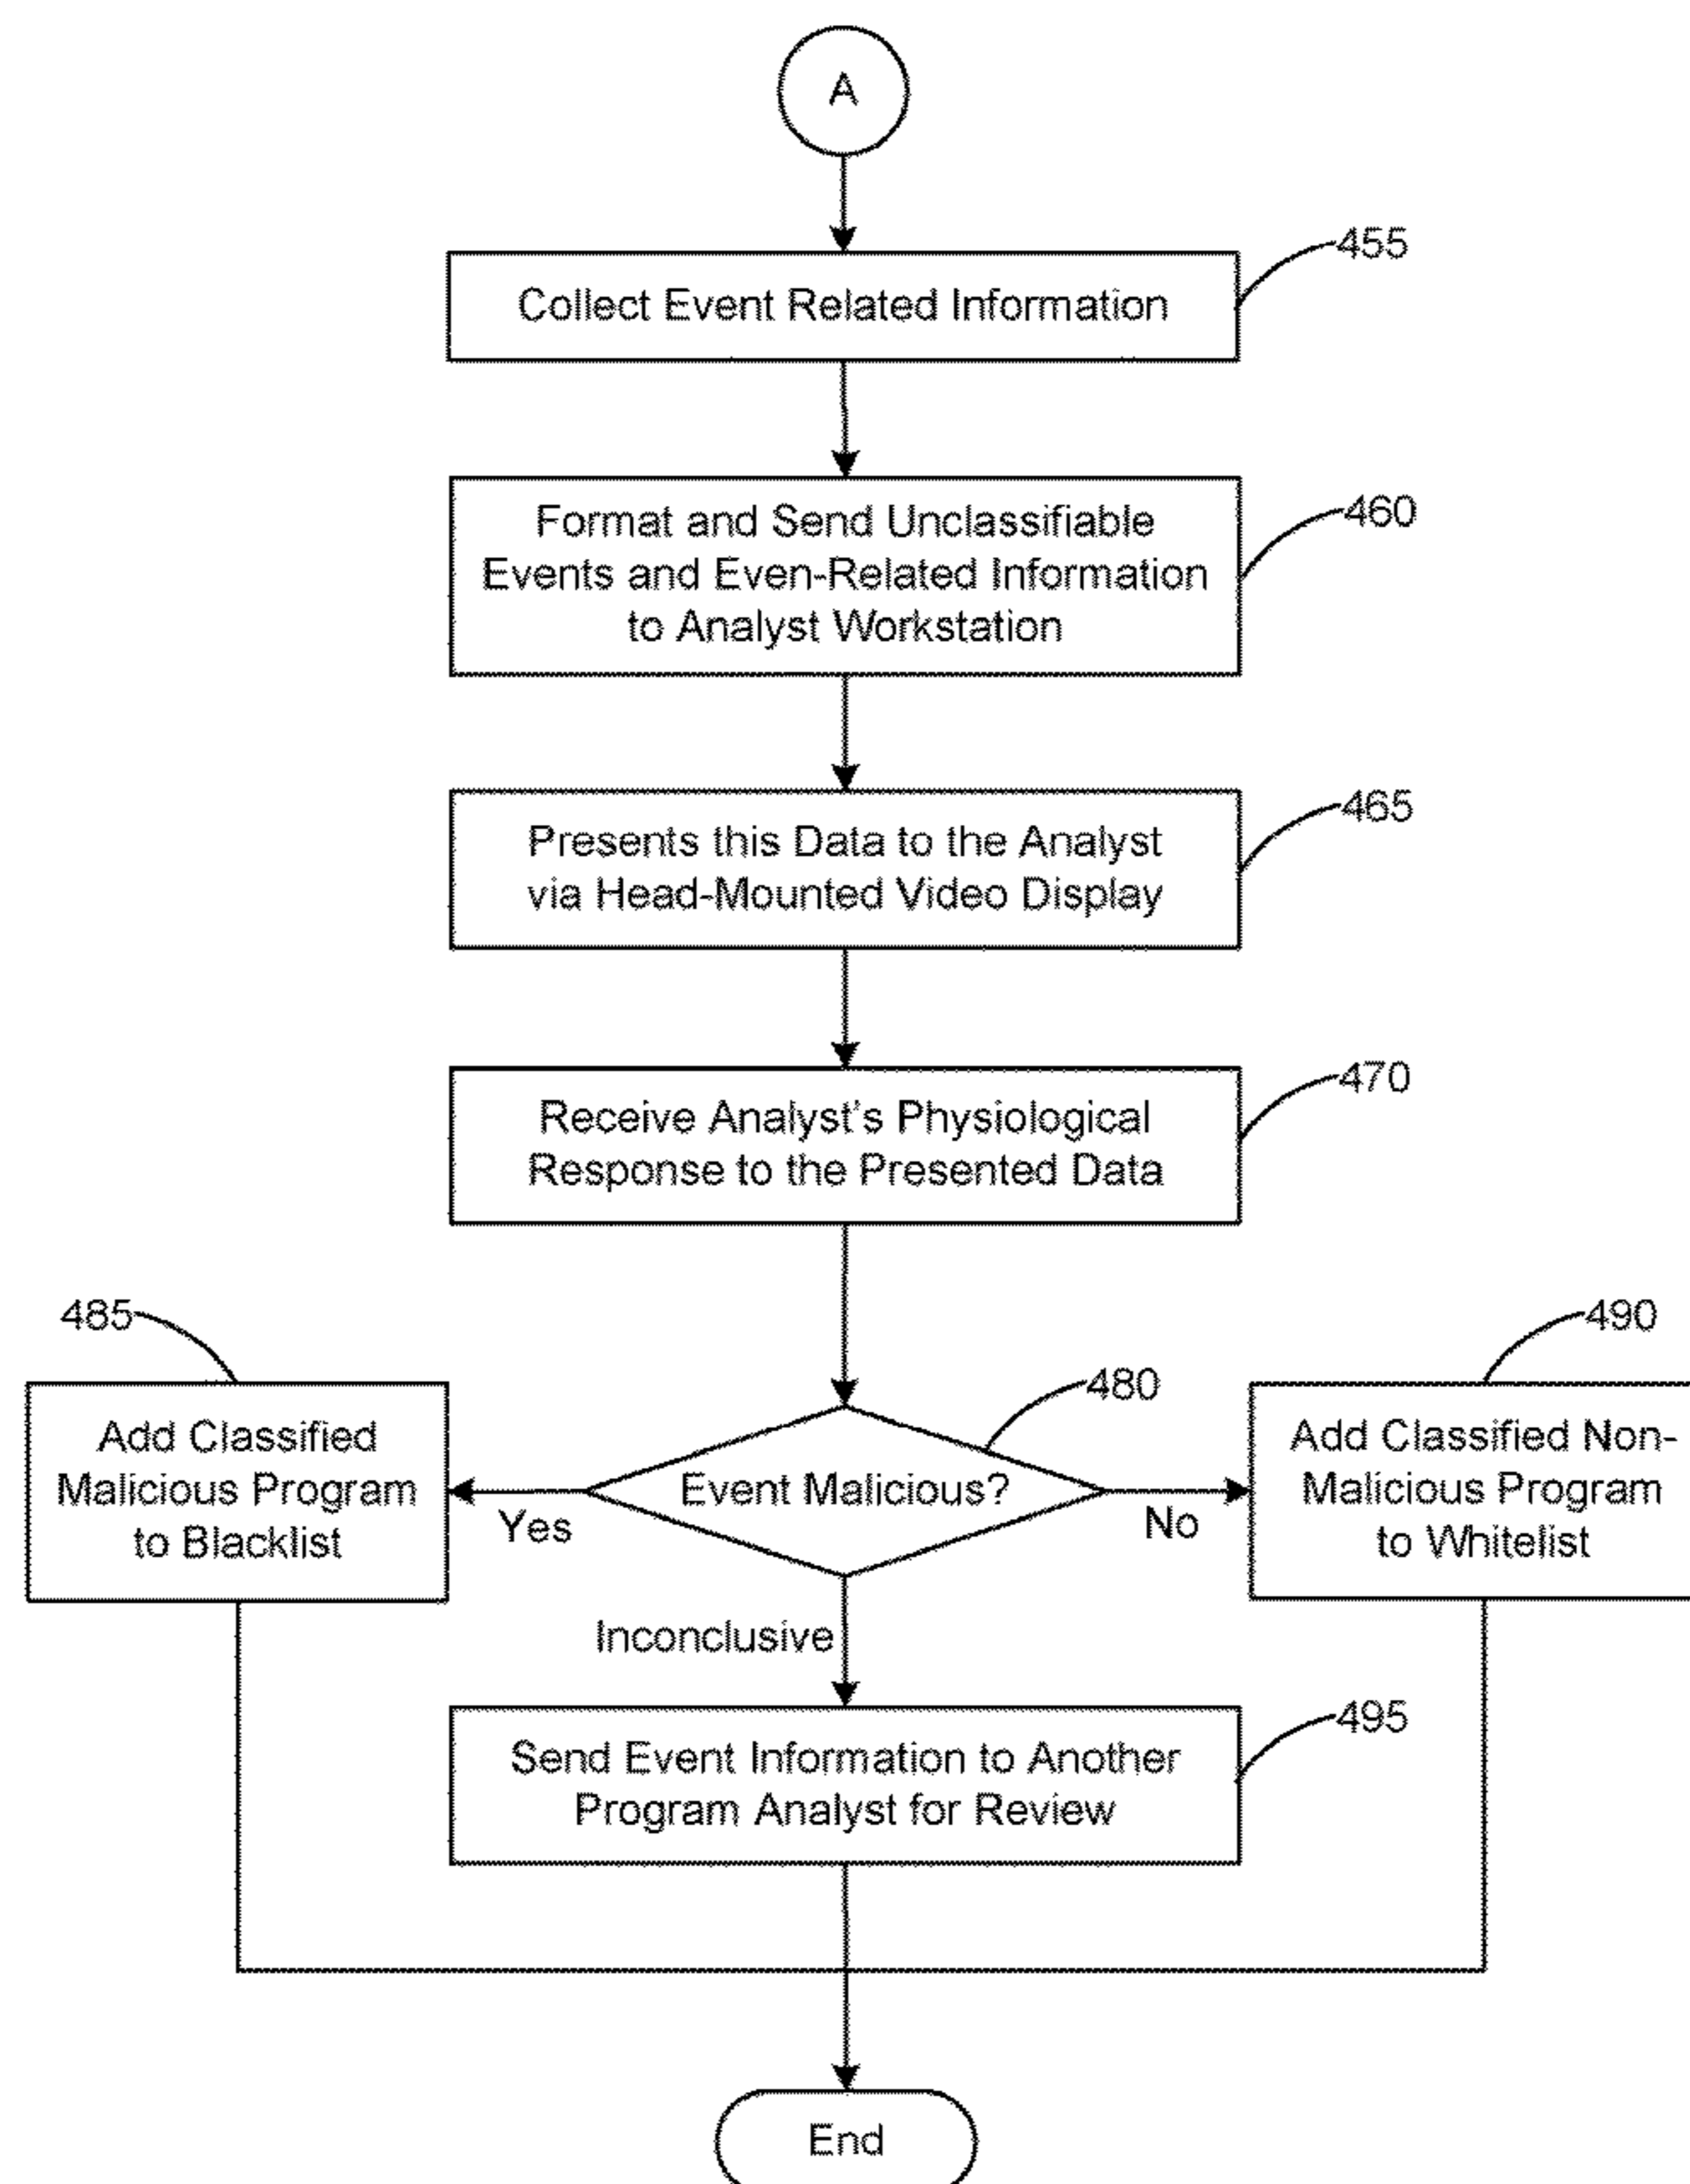 A
455
Collect Event Related Information
460
Format and Send Unclassifiable
Events and Even-Related Information
to Analyst Workstation
465
Presents this Data to the Analyst
via Head-Mounted Video Display
470
Receive Analyst's Physiological
Response to the Presented Data
485
490
480
Add Classified
Malicious Program
to Blacklist
Event Malicious?
Add Classified Non-
Malicious Program
to Whitelist
Yes
No
Inconclusive
495
Send Event Information to Another
Program Analyst for Review
End